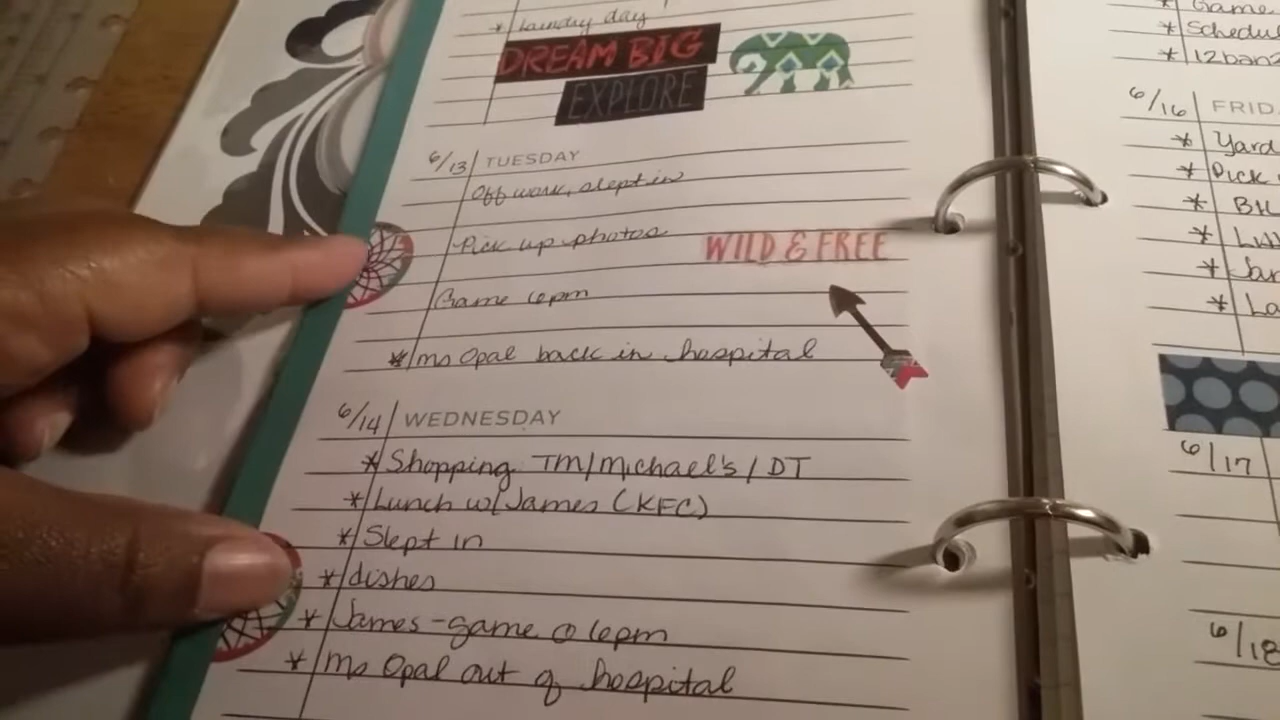 * Laundry day
DREAM BIG
EXPLORE
6/13 TUESDAY
Off work, slept in
Pick up photos
WILD & FREE
Game 6pm
* ms Opal back in hospital
6/14 WEDNESDAY
* Shopping TM/Michael's/DT
* Lunch w/James (KFC)
* Slept in
* dishes
* James - game @ 6pm
* ms Opal out of hospital
* Game
* Schedul
* 12ban
6/16 FRID
* Yard
* Pick
*
*
* Jar
* La
6/17
6/18